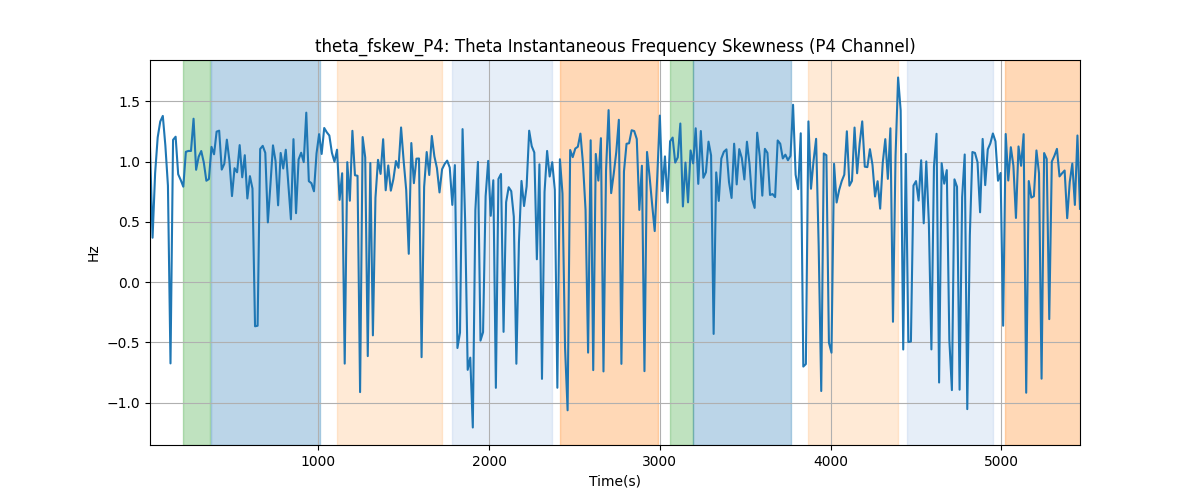 theta_fskew_P4: Theta Instantaneous Frequency Skewness (P4 Channel)
Hz
1.5
1.0
0.5
0.0
−0.5
−1.0
1000 2000 3000 4000 5000
Time(s)